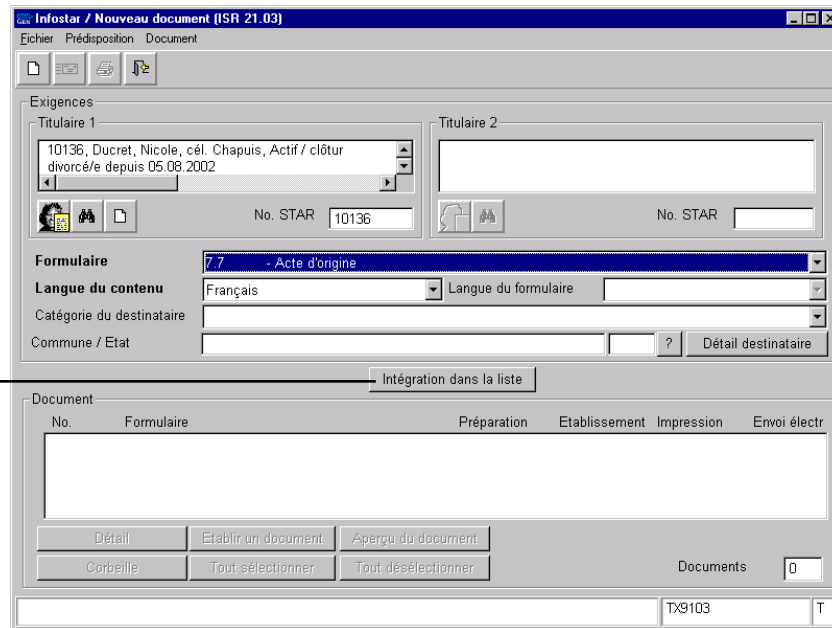 GEN Infostar / Nouveau document (ISR 21.03)
Fichier Prédisposition Document
Exigences
Titulaire 1 Titulaire 2
10136, Ducret, Nicole, cél. Chapuis, Actif / clôtur
divorcé/e depuis 05.08.2002
No. STAR 10136 No. STAR
Formulaire 7.7 - Acte d'origine
Langue du contenu Français Langue du formulaire
Catégorie du destinataire
Commune / Etat ? Détail destinataire
Intégration dans la liste
Document
No. Formulaire Préparation Etablissement Impression Envoi électr
Détail Etablir un document Aperçu du document
Corbeille Tout sélectionner Tout désélectionner Documents 0
TX9103 T